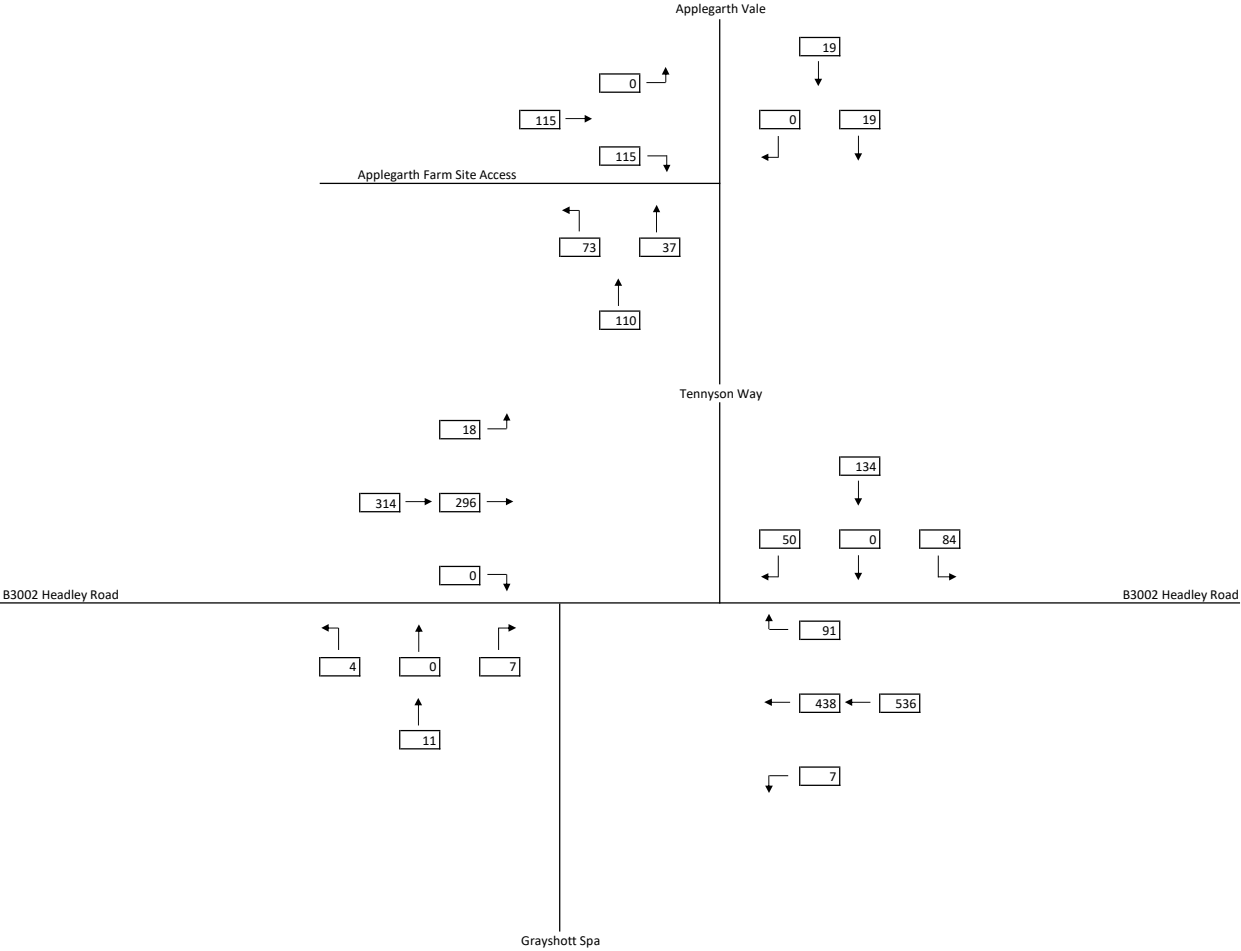 Applegarth Vale
19
0
115
0 19
115
Applegarth Farm Site Access
73 37
110
Tennyson Way
18
134
314 296
50 0 84
0
B3002 Headley Road B3002 Headley Road
91
4 0 7
438 536
11
7
Grayshott Spa